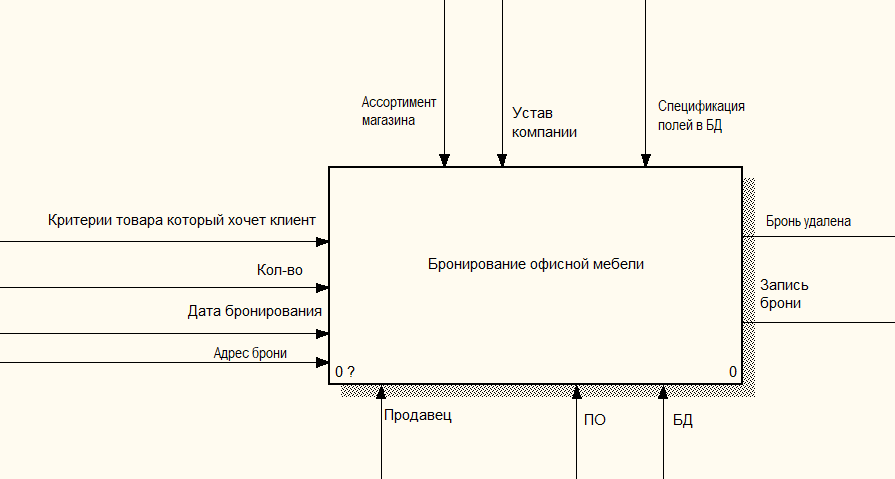 Ассортимент
магазина
Устав
компании
Спецификация
полей в БД
Критерии товара который хочет клиент
Кол-во
Дата бронирования
Адрес брони
Бронирование офисной мебели
0 ?
0
Бронь удалена
Запись
брони
Продавец
ПО
БД